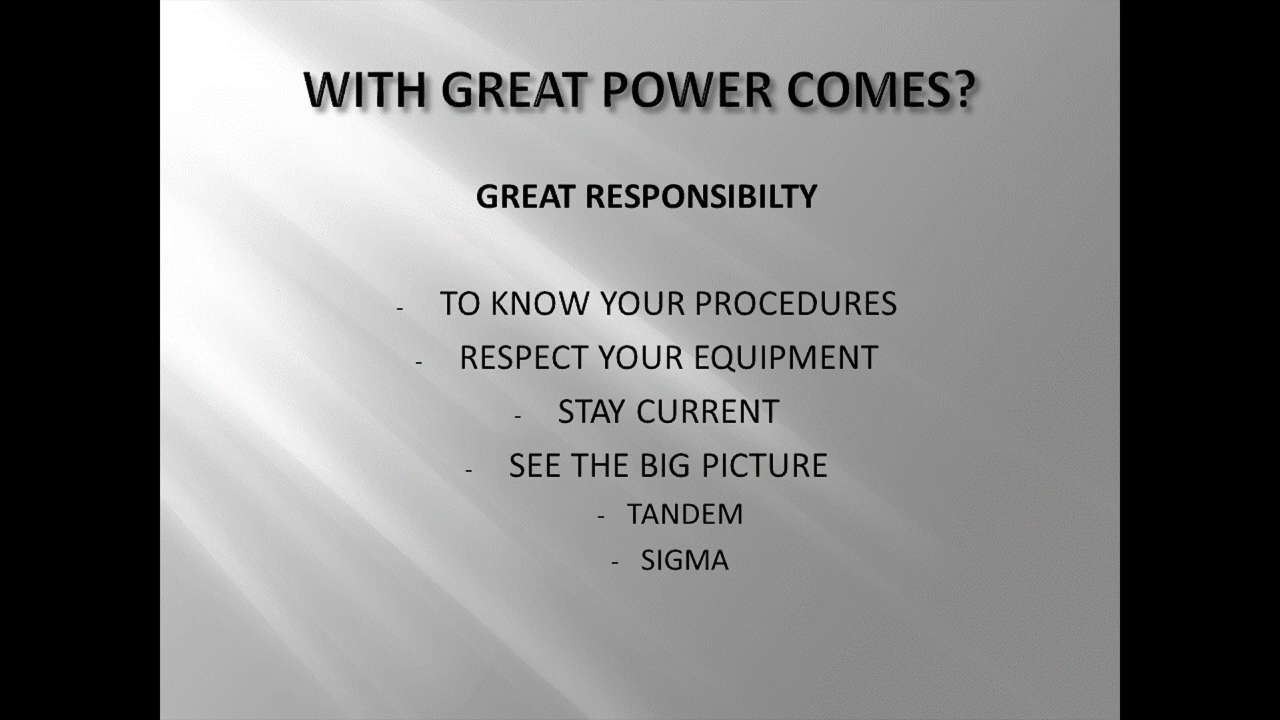 WITH GREAT POWER COMES?
GREAT RESPONSIBILTY
- TO KNOW YOUR PROCEDURES
- RESPECT YOUR EQUIPMENT
- STAY CURRENT
- SEE THE BIG PICTURE
- TANDEM
- SIGMA